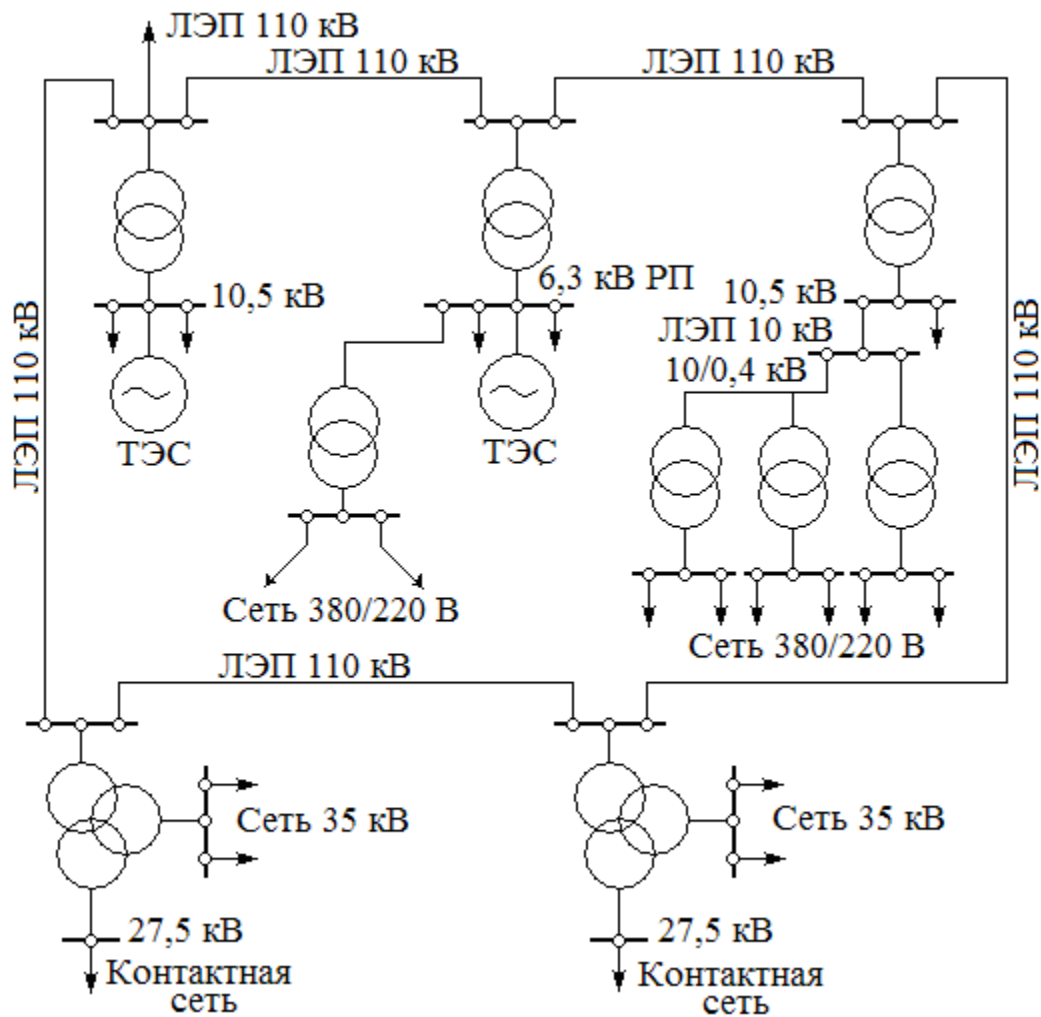 ЛЭП 110 кВ
ЛЭП 110 кВ
ЛЭП 110 кВ
ЛЭП 110 кВ
10,5 кВ
6,3 кВ РП
10,5 кВ
ЛЭП 10 кВ
10/0,4 кВ
ЛЭП 110 кВ
ТЭС
ТЭС
Сеть 380/220 В
Сеть 380/220 В
ЛЭП 110 кВ
Сеть 35 кВ
Сеть 35 кВ
27,5 кВ
Контактная
сеть
27,5 кВ
Контактная
сеть